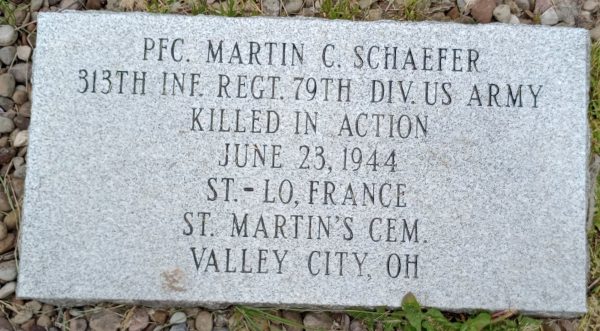 PFC. MARTIN C. SCHAEFER
313TH INF. REGT. 79TH DIV. US ARMY
KILLED IN ACTION
JUNE 23, 1944
ST.-LO, FRANCE
ST. MARTIN'S CEM.
VALLEY CITY, OH